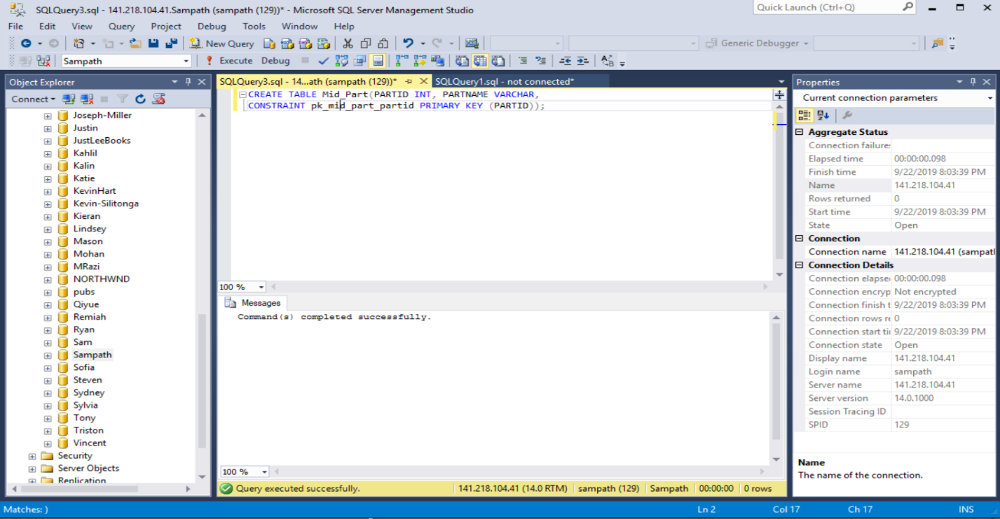 SQLQuery3.sql - 141.218.104.41.Sampath (sampath (129))* - Microsoft SQL Server Management Studio
Quick Launch (Ctrl+Q)
File Edit View Query Project Debug Tools Window Help
New Query
Generic Debugger
Sampath
Execute Debug
Object Explorer
Connect
Joseph-Miller
Justin
JustLeeBooks
Kahlil
Kalin
Katie
KevinHart
Kevin-Silitonga
Kieran
Lindsey
Mason
Mohan
MRazi
NORTHWND
pubs
Qiyue
Remiah
Ryan
Sam
Sampath
Sofia
Steven
Sydney
Sylvia
Tony
Triston
Vincent
Security
Server Objects
Replication
SQLQuery3.sql - 14...ath (sampath (129))* SQLQuery1.sql - not connected*
CREATE TABLE Mid_Part(PARTID INT, PARTNAME VARCHAR,
CONSTRAINT pk_mid_part_partid PRIMARY KEY (PARTID));
100 %
Messages
Command(s) completed successfully.
100 %
Query executed successfully. 141.218.104.41 (14.0 RTM) sampath (129) Sampath 00:00:00 0 rows
Properties
Current connection parameters
Aggregate Status
Connection failure
Elapsed time 00:00:00.098
Finish time 9/22/2019 8:03:39 PM
Name 141.218.104.41
Rows returned 0
Start time 9/22/2019 8:03:39 PM
State Open
Connection
Connection name 141.218.104.41 (sampath
Connection Details
Connection elapse 00:00:00.098
Connection encryp Not encrypted
Connection finish t 9/22/2019 8:03:39 PM
Connection rows re 0
Connection start ti 9/22/2019 8:03:39 PM
Connection state Open
Display name 141.218.104.41
Login name sampath
Server name 141.218.104.41
Server version 14.0.1000
Session Tracing ID
SPID 129
Name
The name of the connection.
Matches: ) Ln 2 Col 17 Ch 17 INS